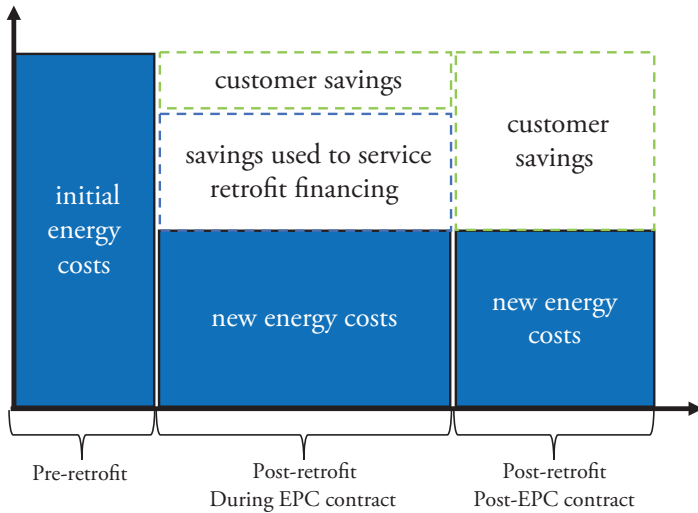 initial
energy
costs
customer savings
savings used to service
retrofit financing
new energy costs
customer
savings
new energy
costs
Pre-retrofit
Post-retrofit
During EPC contract
Post-retrofit
Post-EPC contract